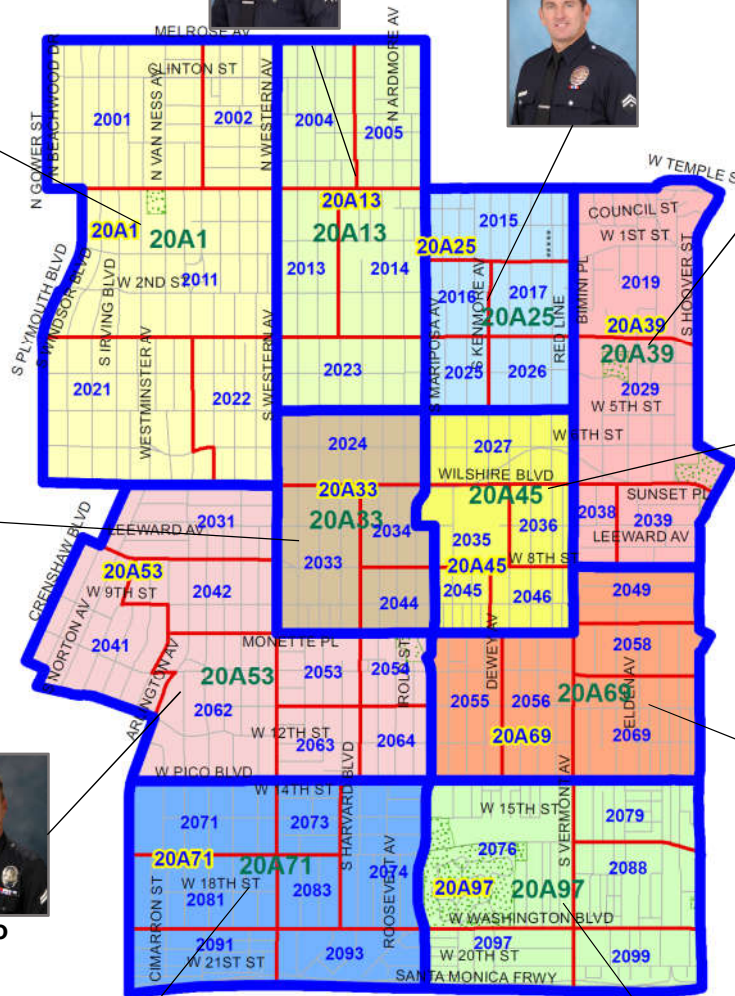 MELROSE AV
CLINTON ST
N GOWER ST
N BEACHWOOD DR
N VAN NESS AV
N WESTERN AV
N ARDMORE AV
2001
2002
2004
2005
W TEMPLE S
20A1
20A1
20A13
20A13
2011
W 2ND ST
2013
2014
20A25
20A25
2015
2016
2017
2025
2026
COUNCIL ST
W 1ST ST
2019
20A39
20A39
2029
W 5TH ST
BIMINI PL
S HOOVER ST
RED LINE
S KENMORE AV
S MARIPOSA AV
S PLYMOUTH BLVD
S WINDSOR BLVD
S IRVING BLVD
WESTMINSTER AV
S WESTERN AV
2021
2022
2023
2024
20A33
20A33
2033
2034
2044
2027
W 6TH ST
WILSHIRE BLVD
20A45
20A45
2035
2036
W 8TH ST
2045
2046
SUNSET PL
2038
2039
LEEWARD AV
2031
LEEWARD AV
CRENSHAW BLVD
20A53
W 9TH ST
2042
2041
S NORTON AV
ARLINGTON AV
MONETTE PL
20A53
2053
2054
2062
W 12TH ST
2063
2064
ROLO ST
W PICO BLVD
2049
2058
DEWEY AV
2055
2056
20A69
20A69
ELDEN AV
2069
W 14TH ST
S HARVARD BLVD
2071
2073
20A71
20A71
2074
W 18TH ST
2081
2083
ROOSEVELT AV
CIMARRON ST
2091
W 21ST ST
2093
S VERMONT AV
W 15TH ST
2079
2076
2088
20A97
20A97
W WASHINGTON BLVD
2097
W 20TH ST
2099
SANTA MONICA FRWY